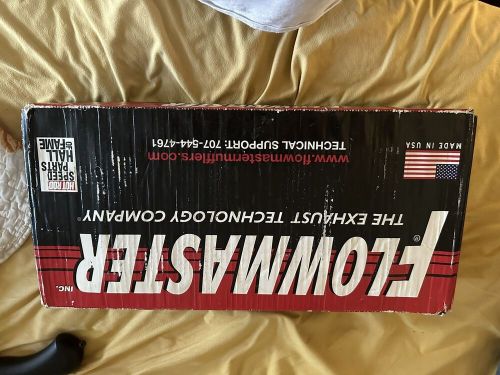 FLOWMASTER® INC.
THE EXHAUST TECHNOLOGY COMPANY®
www.flowmastermufflers.com
TECHNICAL SUPPORT: 707-544-4761
MADE IN USA
HOT ROD
SPEED
PARTS
HALL
OF
FAME